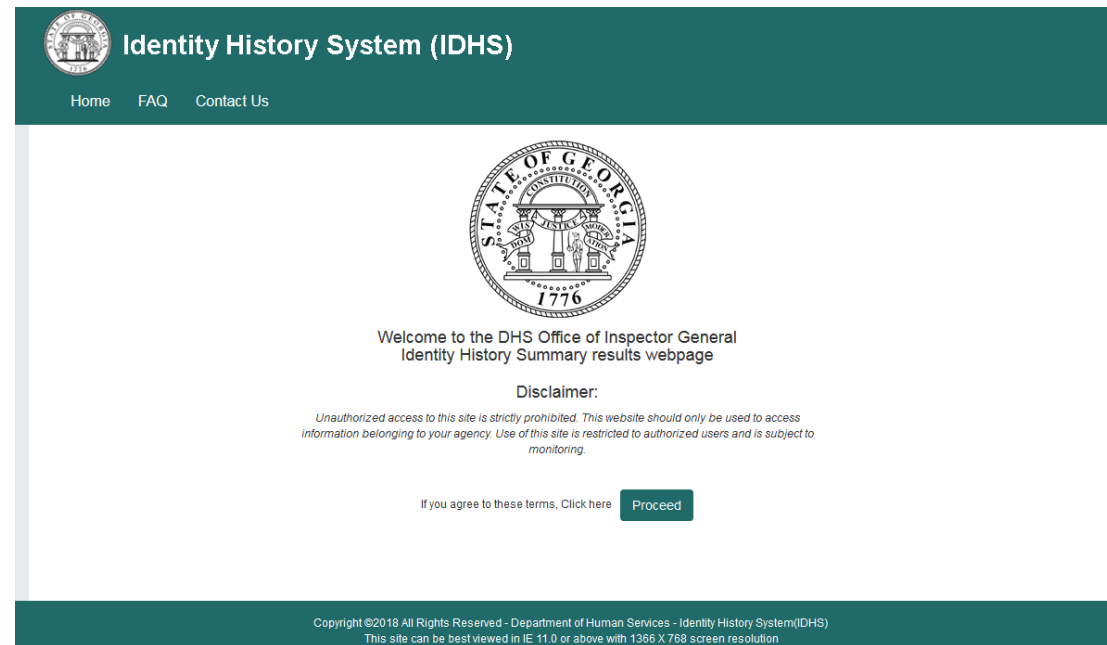 Identity History System (IDHS)
Home FAQ Contact Us
STATE OF GEORGIA
CONSTITUTION
WIS DOM JUSTICE MODER ATION
1776
Welcome to the DHS Office of Inspector General
Identity History Summary results webpage
Disclaimer:
Unauthorized access to this site is strictly prohibited. This website should only be used to access
information belonging to your agency. Use of this site is restricted to authorized users and is subject to
monitoring.
If you agree to these terms, Click here Proceed
Copyright ©2018 All Rights Reserved - Department of Human Services - Identity History System(IDHS)
This site can be best viewed in IE 11.0 or above with 1366 X 768 screen resolution